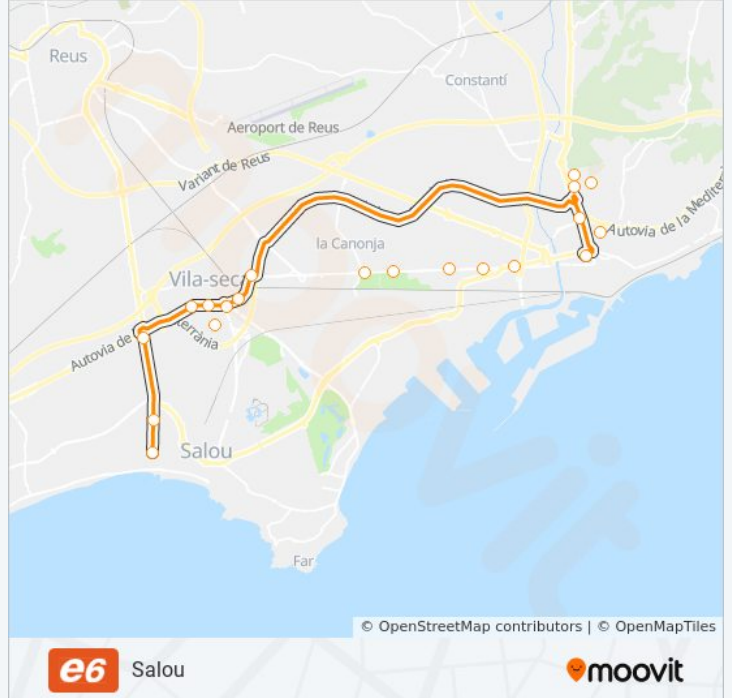 Reus
Constantí
Aeroport de Reus
Variant de Reus
Autovia de la Mediter
la Canonja
Vila-sec
Autovia de
terrània
Salou
Far
© OpenStreetMap contributors | © OpenMapTiles
e6 Salou
moovit